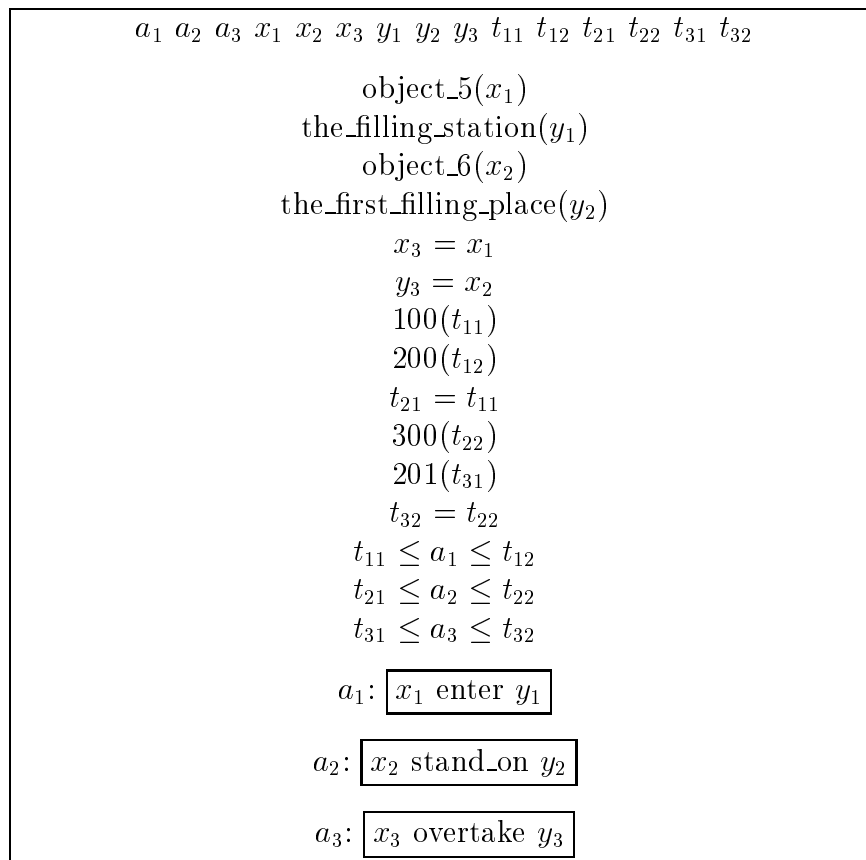 a₁ a₂ a₃ x₁ x₂ x₃ y₁ y₂ y₃ t₁₁ t₁₂ t₂₁ t₂₂ t₃₁ t₃₂
object_5(x₁)
the_filling_station(y₁)
object_6(x₂)
the_first_filling_place(y₂)
x₃ = x₁
y₃ = x₂
100(t₁₁)
200(t₁₂)
t₂₁ = t₁₁
300(t₂₂)
201(t₃₁)
t₃₂ = t₂₂
t₁₁ ≤ a₁ ≤ t₁₂
t₂₁ ≤ a₂ ≤ t₂₂
t₃₁ ≤ a₃ ≤ t₃₂
a₁: x₁ enter y₁
a₂: x₂ stand_on y₂
a₃: x₃ overtake y₃